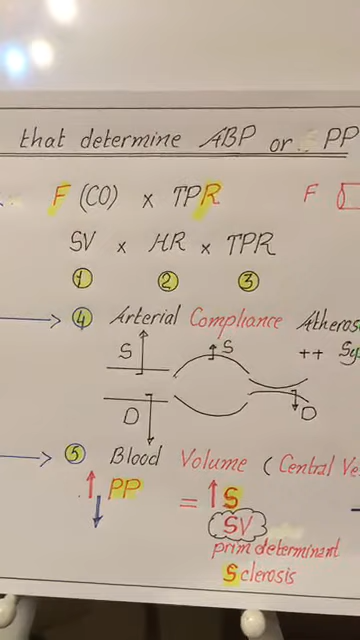 that determine ABP or PP
F (CO) x TPR F
SV x HR x TPR
1 2 3
4 Arterial Compliance
++
S S
D D
5 Blood Volume (Central
PP = S
SV
prim determinant
Sclerosis